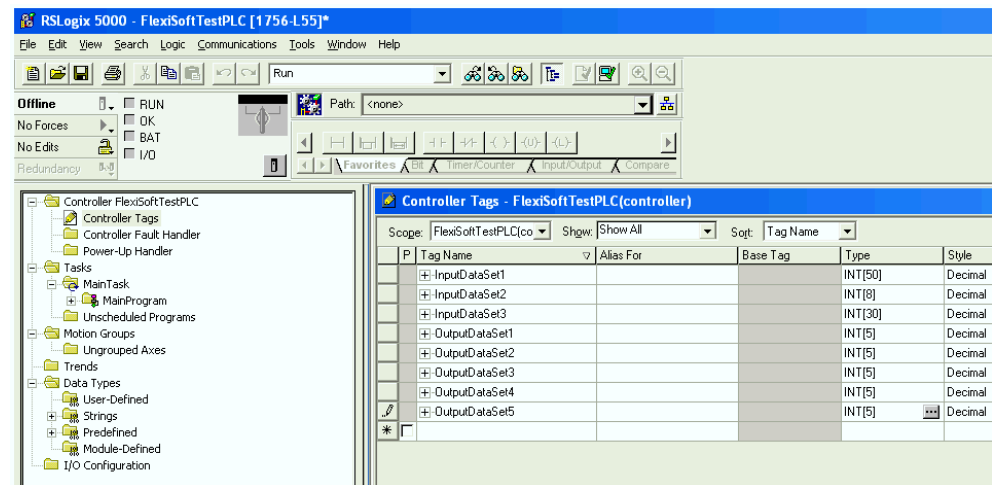 RSLogix 5000 - FlexiSoftTestPLC [1756-L55]*
File Edit View Search Logic Communications Tools Window Help
Run
Offline RUN Path: <none>
No Forces OK
No Edits BAT
I/O
Redundancy
Favorites Bit Timer/Counter Input/Output Compare
Controller FlexiSoftTestPLC
Controller Tags
Controller Fault Handler
Power-Up Handler
Tasks
MainTask
MainProgram
Unscheduled Programs
Motion Groups
Ungrouped Axes
Trends
Data Types
User-Defined
Strings
Predefined
Module-Defined
I/O Configuration
Controller Tags - FlexiSoftTestPLC(controller)
Scope: FlexiSoftTestPLC(co Show: Show All Sort: Tag Name
P Tag Name Alias For Base Tag Type Style
InputDataSet1 INT[50] Decimal
InputDataSet2 INT[8] Decimal
InputDataSet3 INT[30] Decimal
OutputDataSet1 INT[5] Decimal
OutputDataSet2 INT[5] Decimal
OutputDataSet3 INT[5] Decimal
OutputDataSet4 INT[5] Decimal
OutputDataSet5 INT[5] ... Decimal